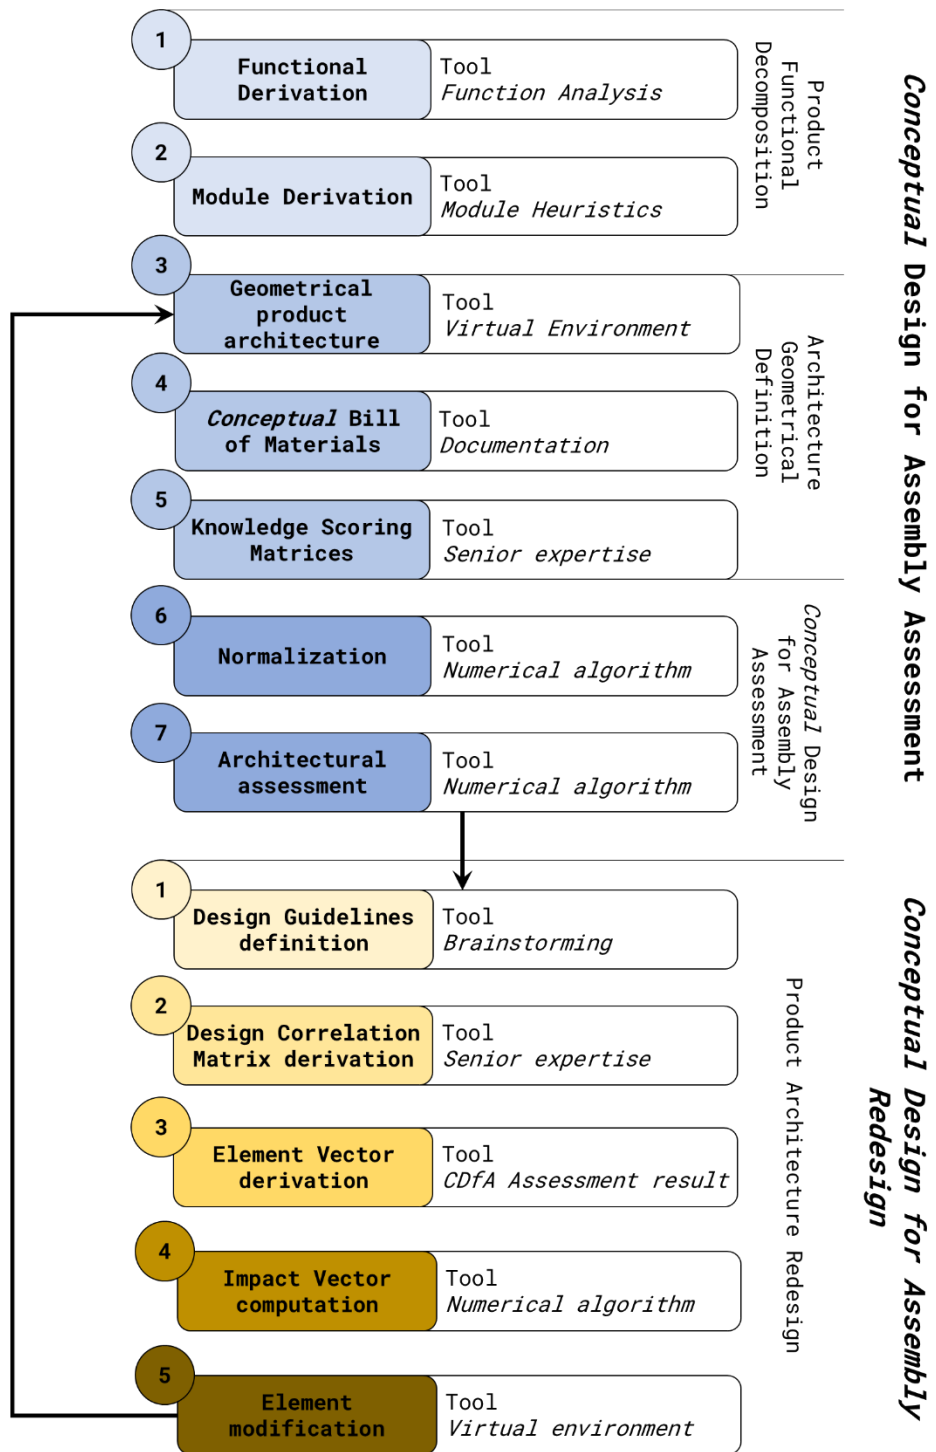 1
Functional
Derivation
Tool
Function Analysis
2
Module Derivation
Tool
Module Heuristics
Product
Functional
Decomposition
3
Geometrical
product
architecture
Tool
Virtual Environment
4
Conceptual Bill
of Materials
Tool
Documentation
5
Knowledge Scoring
Matrices
Tool
Senior expertise
Architecture
Geometrical
Definition
6
Normalization
Tool
Numerical algorithm
7
Architectural
assessment
Tool
Numerical algorithm
Conceptual Design
for Assembly
Assessment
Conceptual Design for Assembly Assessment
1
Design Guidelines
definition
Tool
Brainstorming
2
Design Correlation
Matrix derivation
Tool
Senior expertise
3
Element Vector
derivation
Tool
CDfA Assessment result
4
Impact Vector
computation
Tool
Numerical algorithm
5
Element
modification
Tool
Virtual environment
Product Architecture Redesign
Conceptual Design for Assembly
Redesign